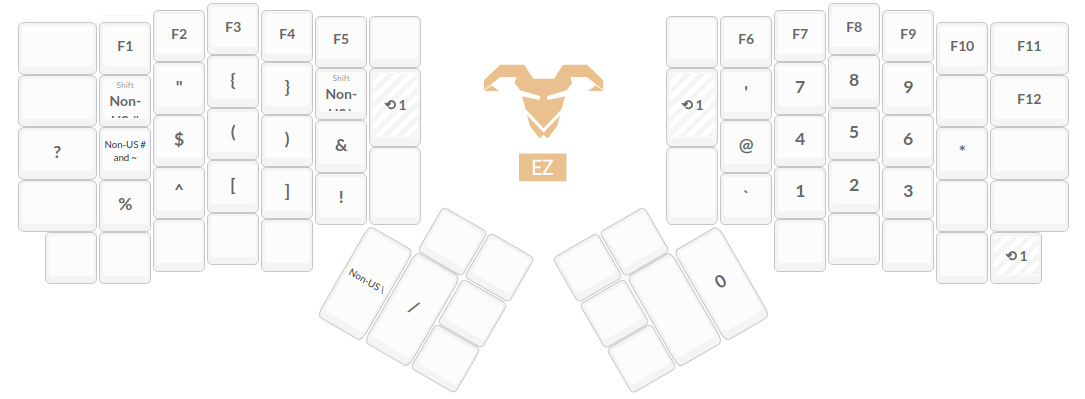 F1
F2
F3
F4
F5
F6
F7
F8
F9
F10
F11
Shift
Non-
"
{
}
Shift
Non-
⟲ 1
⟲ 1
'
7
8
9
F12
?
Non-US #
and ~
$
(
)
&
@
4
5
6
*
%
^
[
]
!
`
1
2
3
EZ
Non-US \
/
0
⟲ 1